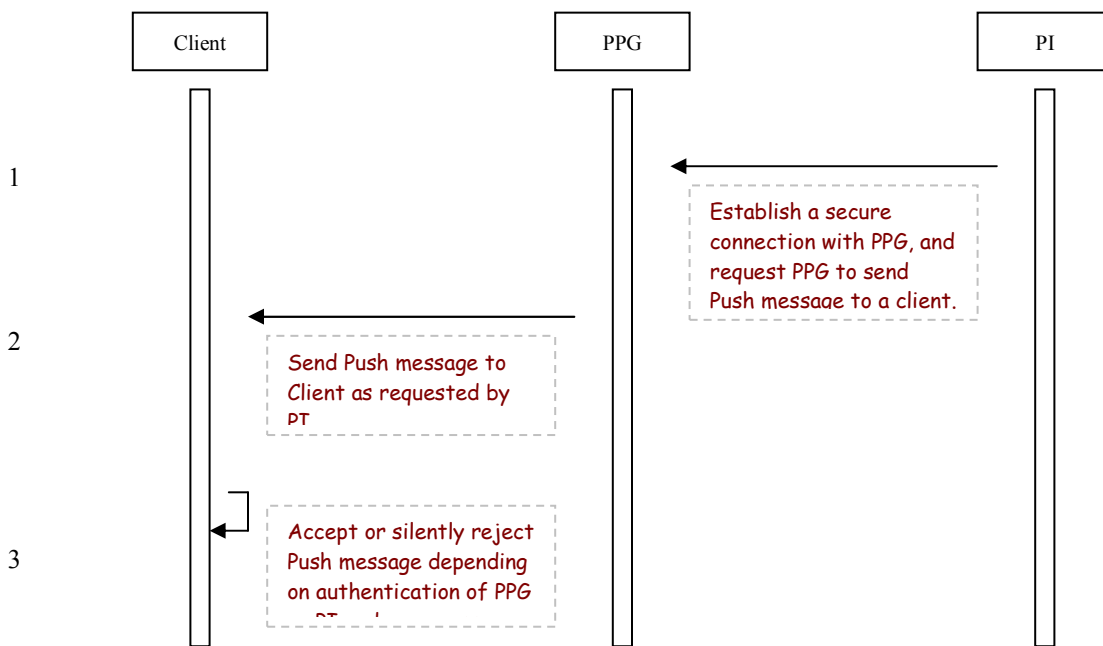 Client
PPG
PI
1
Establish a secure
connection with PPG, and
request PPG to send
Push message to a client.
2
Send Push message to
Client as requested by
PI
3
Accept or silently reject
Push message depending
on authentication of PPG